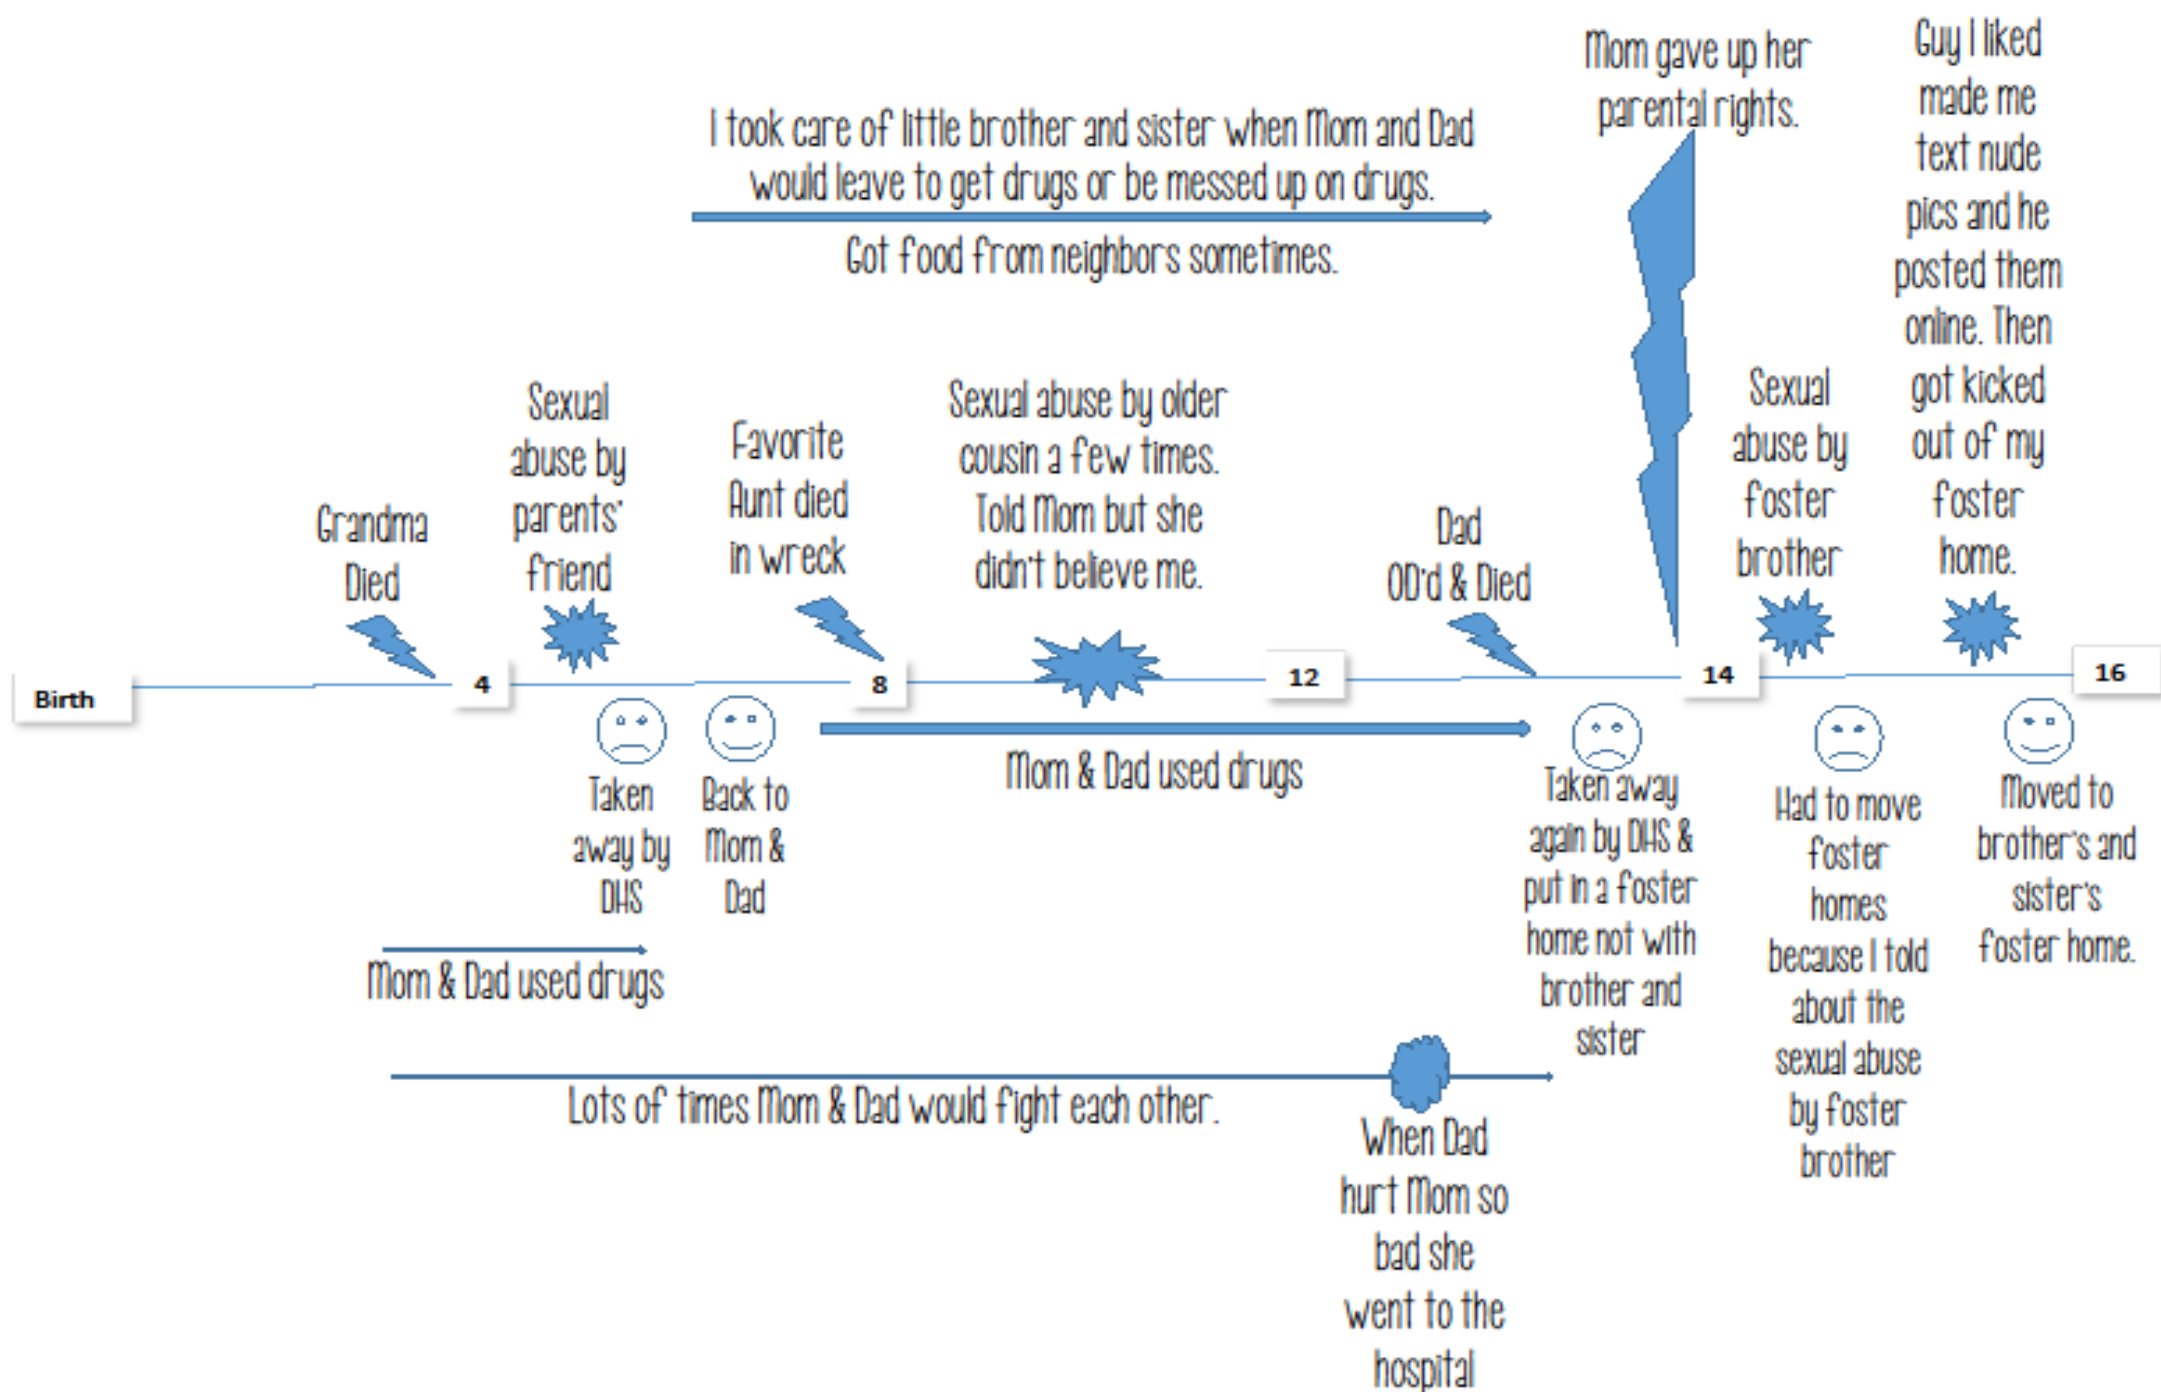 Mom gave up her
parental rights.
Guy I liked
made me
text nude
pics and he
posted them
online. Then
got kicked
out of my
foster
home.
I took care of little brother and sister when Mom and Dad
would leave to get drugs or be messed up on drugs.
Got food from neighbors sometimes.
Grandma
Died
Sexual
abuse by
parents'
friend
Favorite
Aunt died
in wreck
Sexual abuse by older
cousin a few times.
Told Mom but she
didn't believe me.
Dad
OD'd & Died
Sexual
abuse by
foster
brother
Birth
4
8
12
14
16
Taken
away by
DHS
Back to
Mom &
Dad
Mom & Dad used drugs
Taken away
again by DHS &
put in a foster
home not with
brother and
sister
Had to move
foster
homes
because I told
about the
sexual abuse
by foster
brother
Moved to
brother's and
sister's
foster home.
Mom & Dad used drugs
Lots of times Mom & Dad would fight each other.
When Dad
hurt Mom so
bad she
went to the
hospital